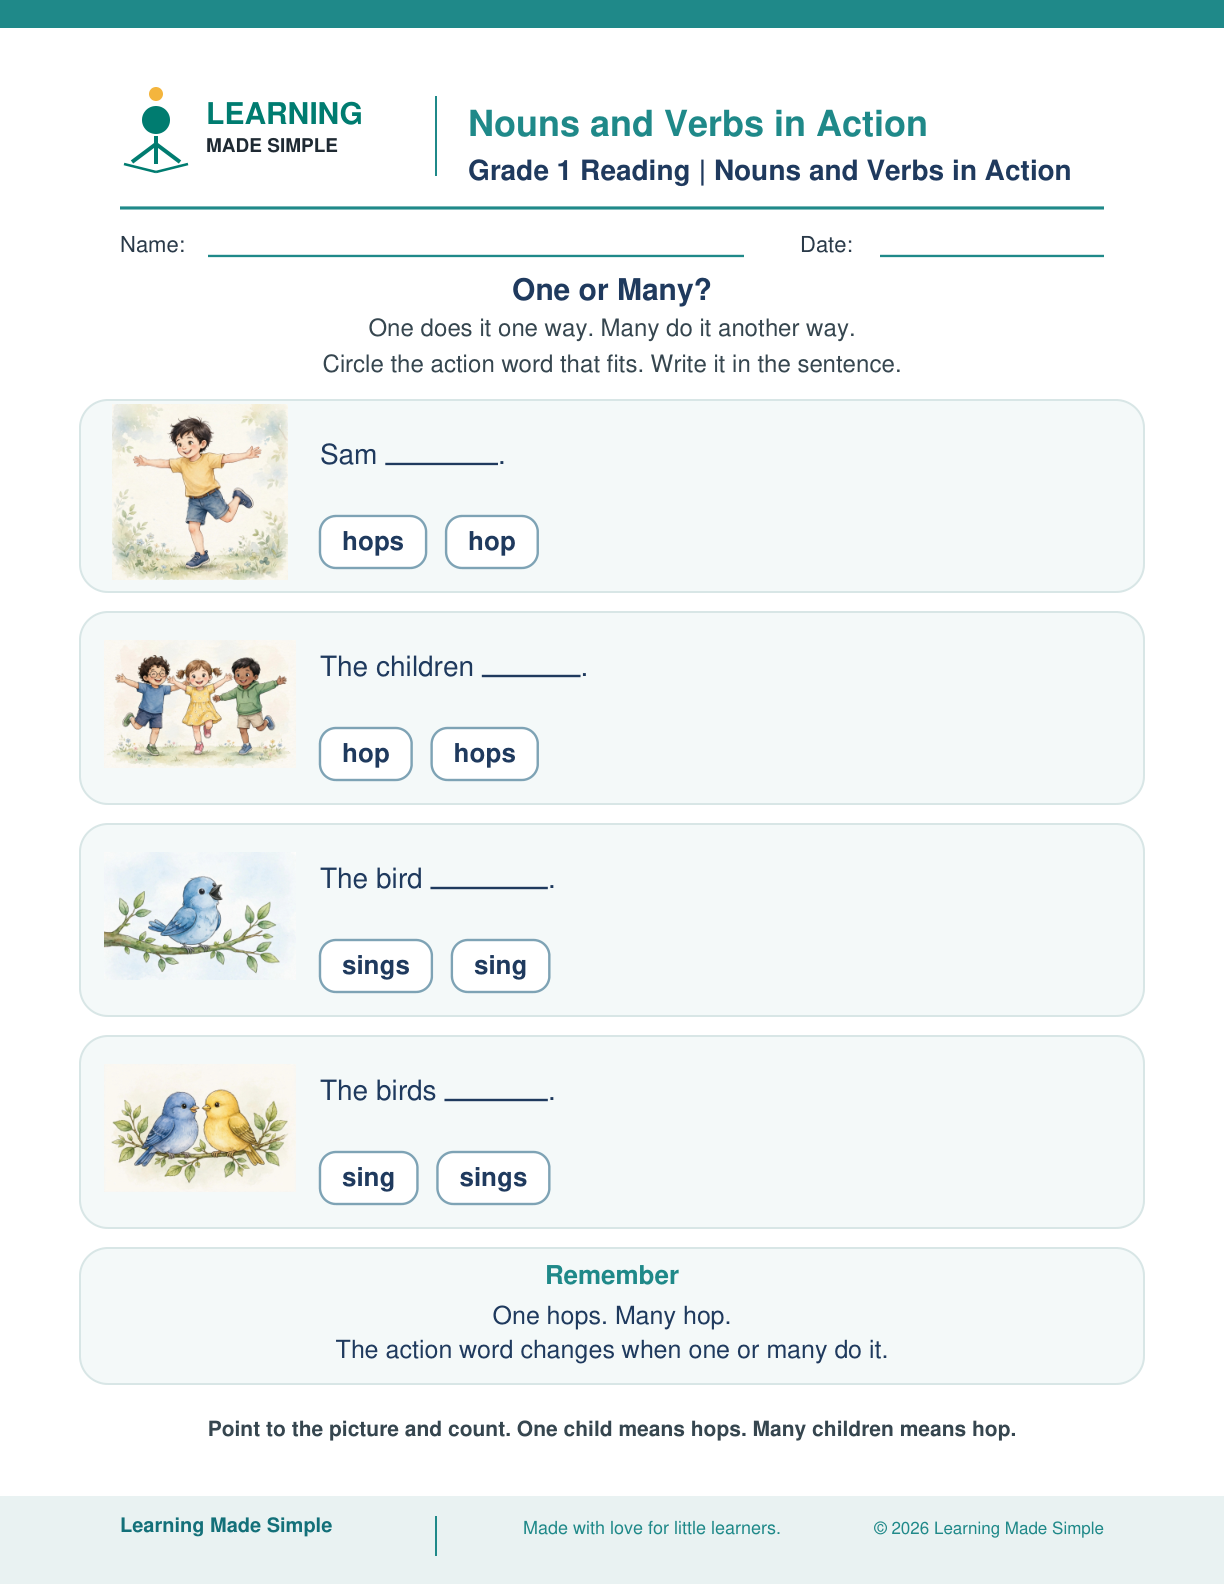 LEARNING
MADE SIMPLE
Nouns and Verbs in Action
Grade 1 Reading | Nouns and Verbs in Action
Name:
Date:
One or Many?
One does it one way. Many do it another way.
Circle the action word that fits. Write it in the sentence.
Sam ________.
hops hop
The children _______.
hop hops
The bird ________.
sings sing
The birds _______.
sing sings
Remember
One hops. Many hop.
The action word changes when one or many do it.
Point to the picture and count. One child means hops. Many children means hop.
Learning Made Simple
Made with love for little learners.
© 2026 Learning Made Simple